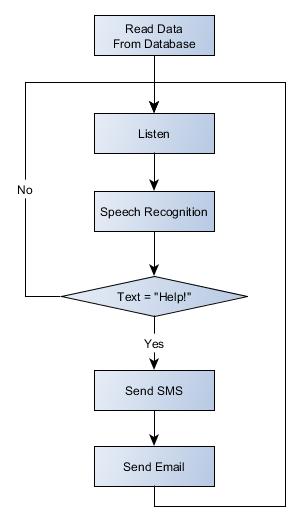 Read Data
From Database
Listen
No
Speech Recognition
Text = "Help!"
Yes
Send SMS
Send Email